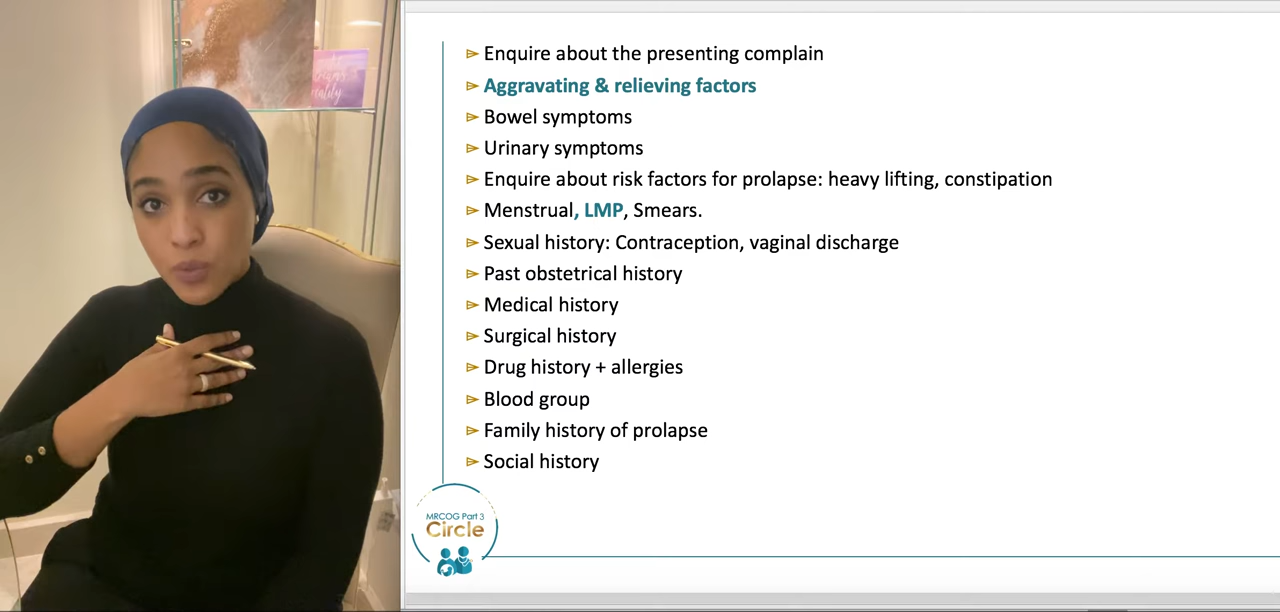 Enquire about the presenting complain
Aggravating & relieving factors
Bowel symptoms
Urinary symptoms
Enquire about risk factors for prolapse: heavy lifting, constipation
Menstrual, LMP, Smears.
Sexual history: Contraception, vaginal discharge
Past obstetrical history
Medical history
Surgical history
Drug history + allergies
Blood group
Family history of prolapse
Social history
MRCOG Part 3
Circle